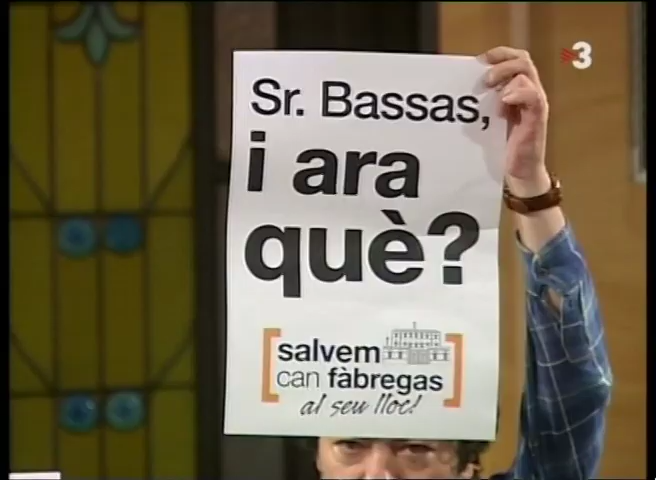 3
Sr. Bassas,
i ara
què?
salvem
can fàbregas
al seu lloc!